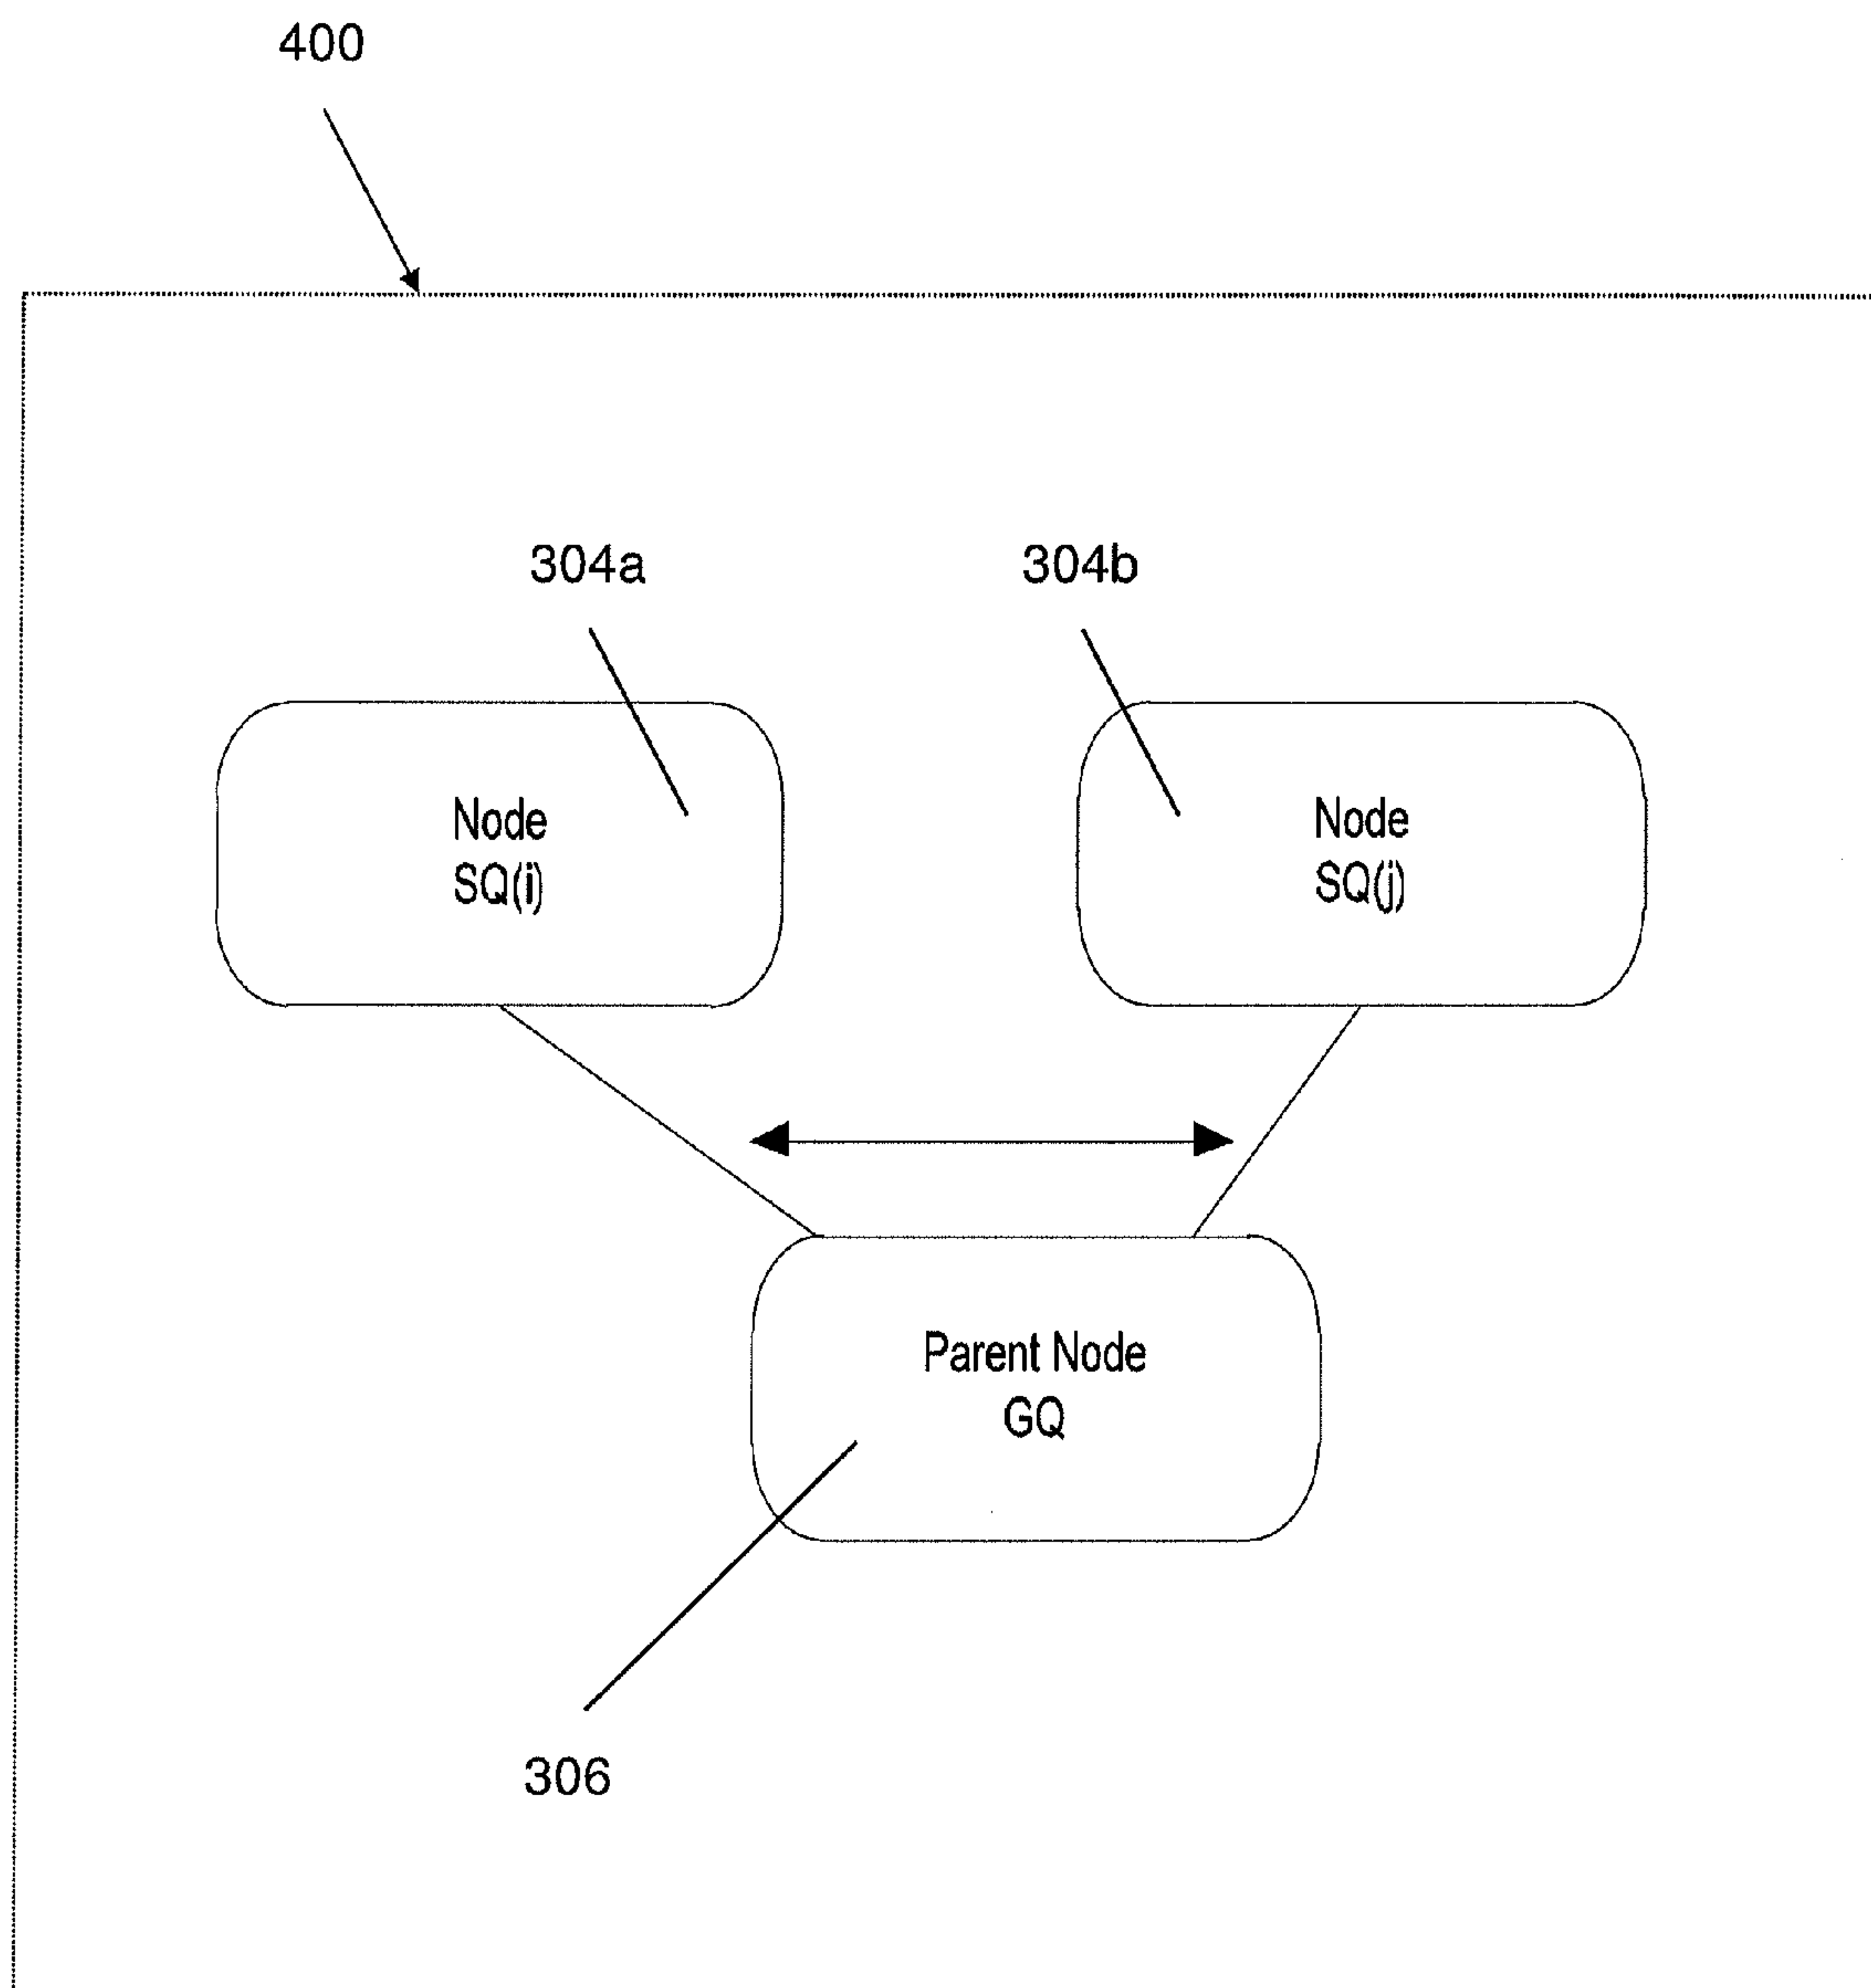 400
304a
304b
Node
SQ(i)
Node
SQ(j)
Parent Node
GQ
306